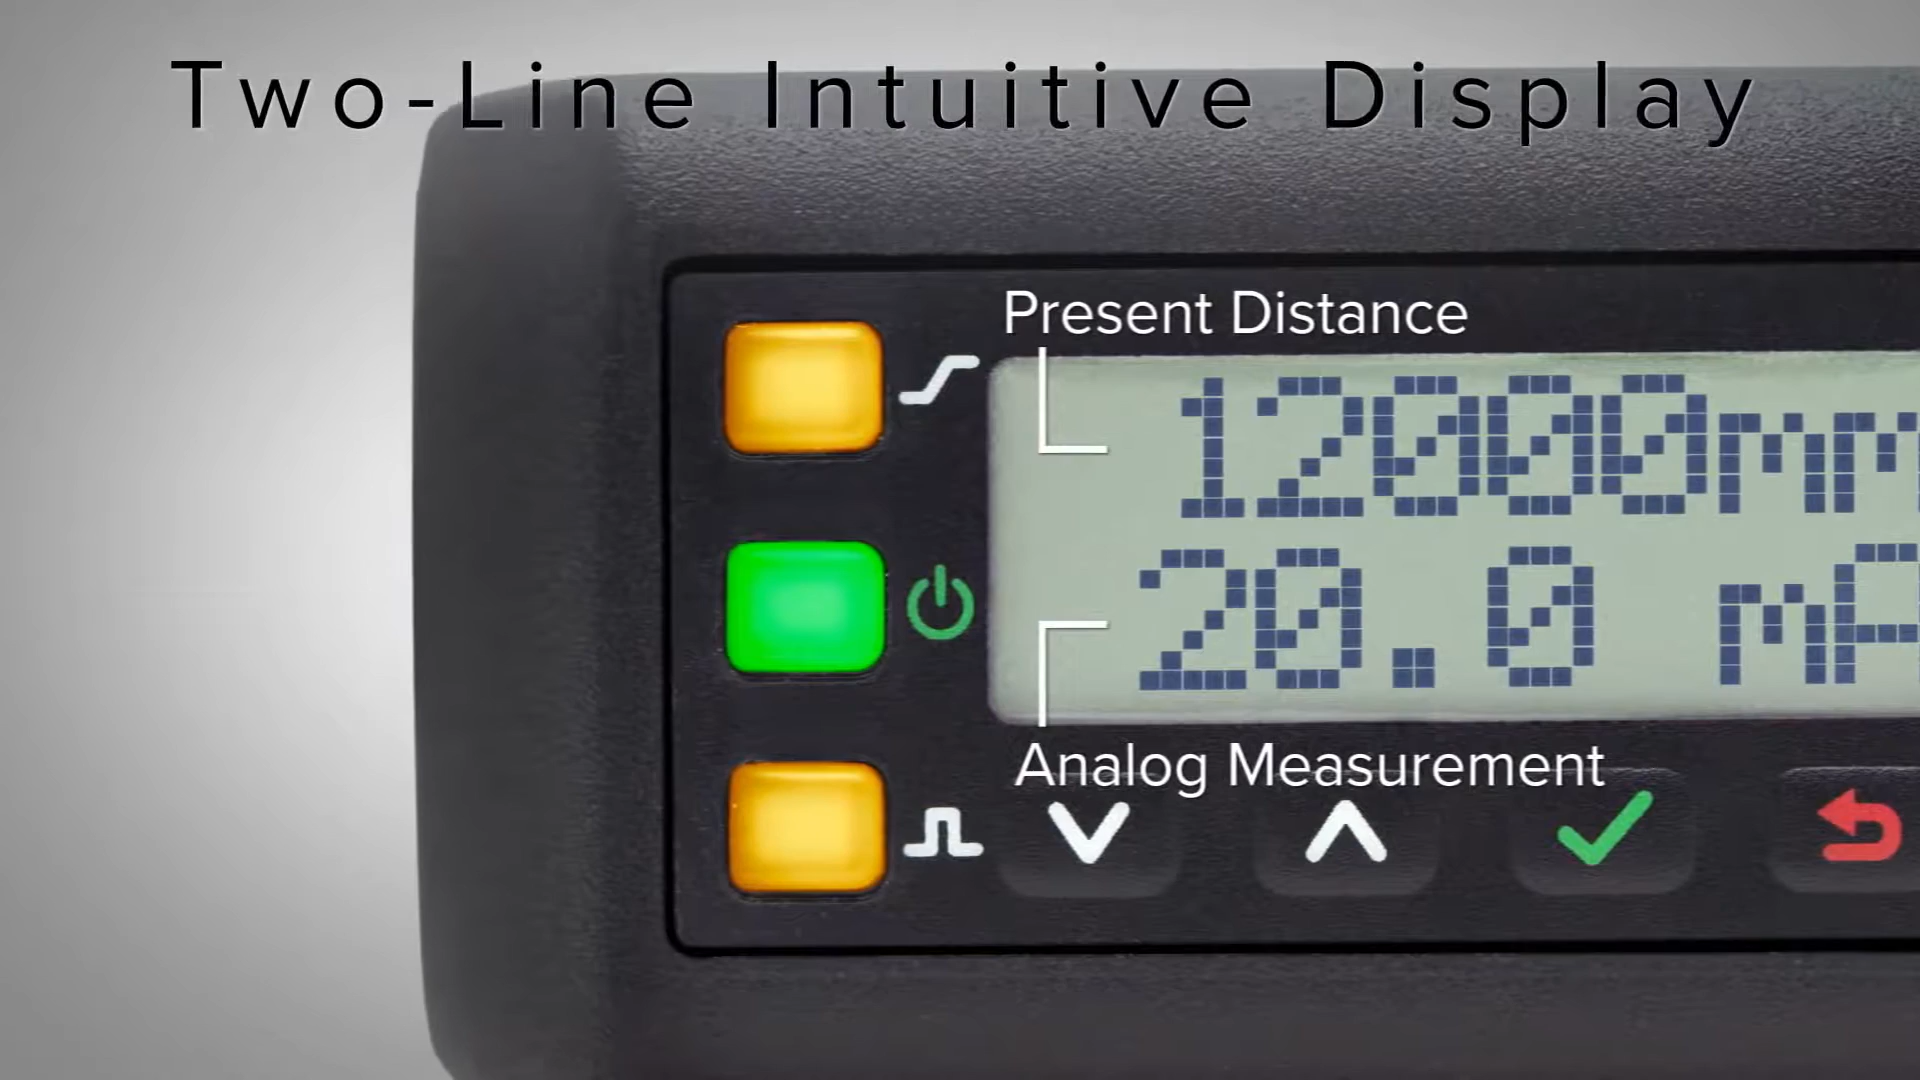 Two-Line Intuitive Display
Present Distance
12000mm
20.0 mA
Analog Measurement